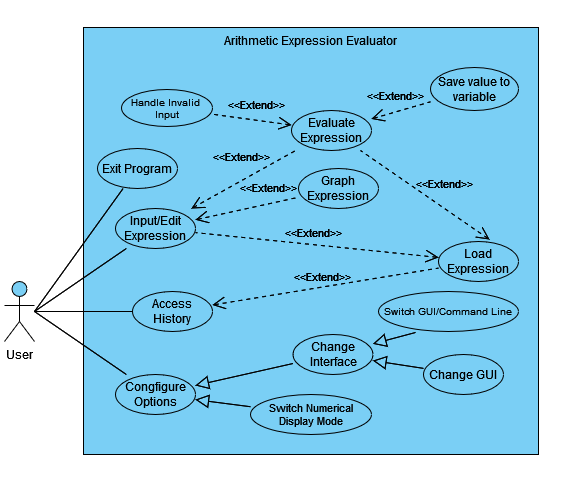 Arithmetic Expression Evaluator
Save value to
variable
<<Extend>>
Handle Invalid
Input
<<Extend>>
Evaluate
Expression
<<Extend>>
Exit Program
Graph
Expression
<<Extend>>
<<Extend>>
Input/Edit
Expression
<<Extend>>
Load
Expression
<<Extend>>
Access
History
Switch GUI/Command Line
User
Change
Interface
Change GUI
Congfigure
Options
Switch Numerical
Display Mode